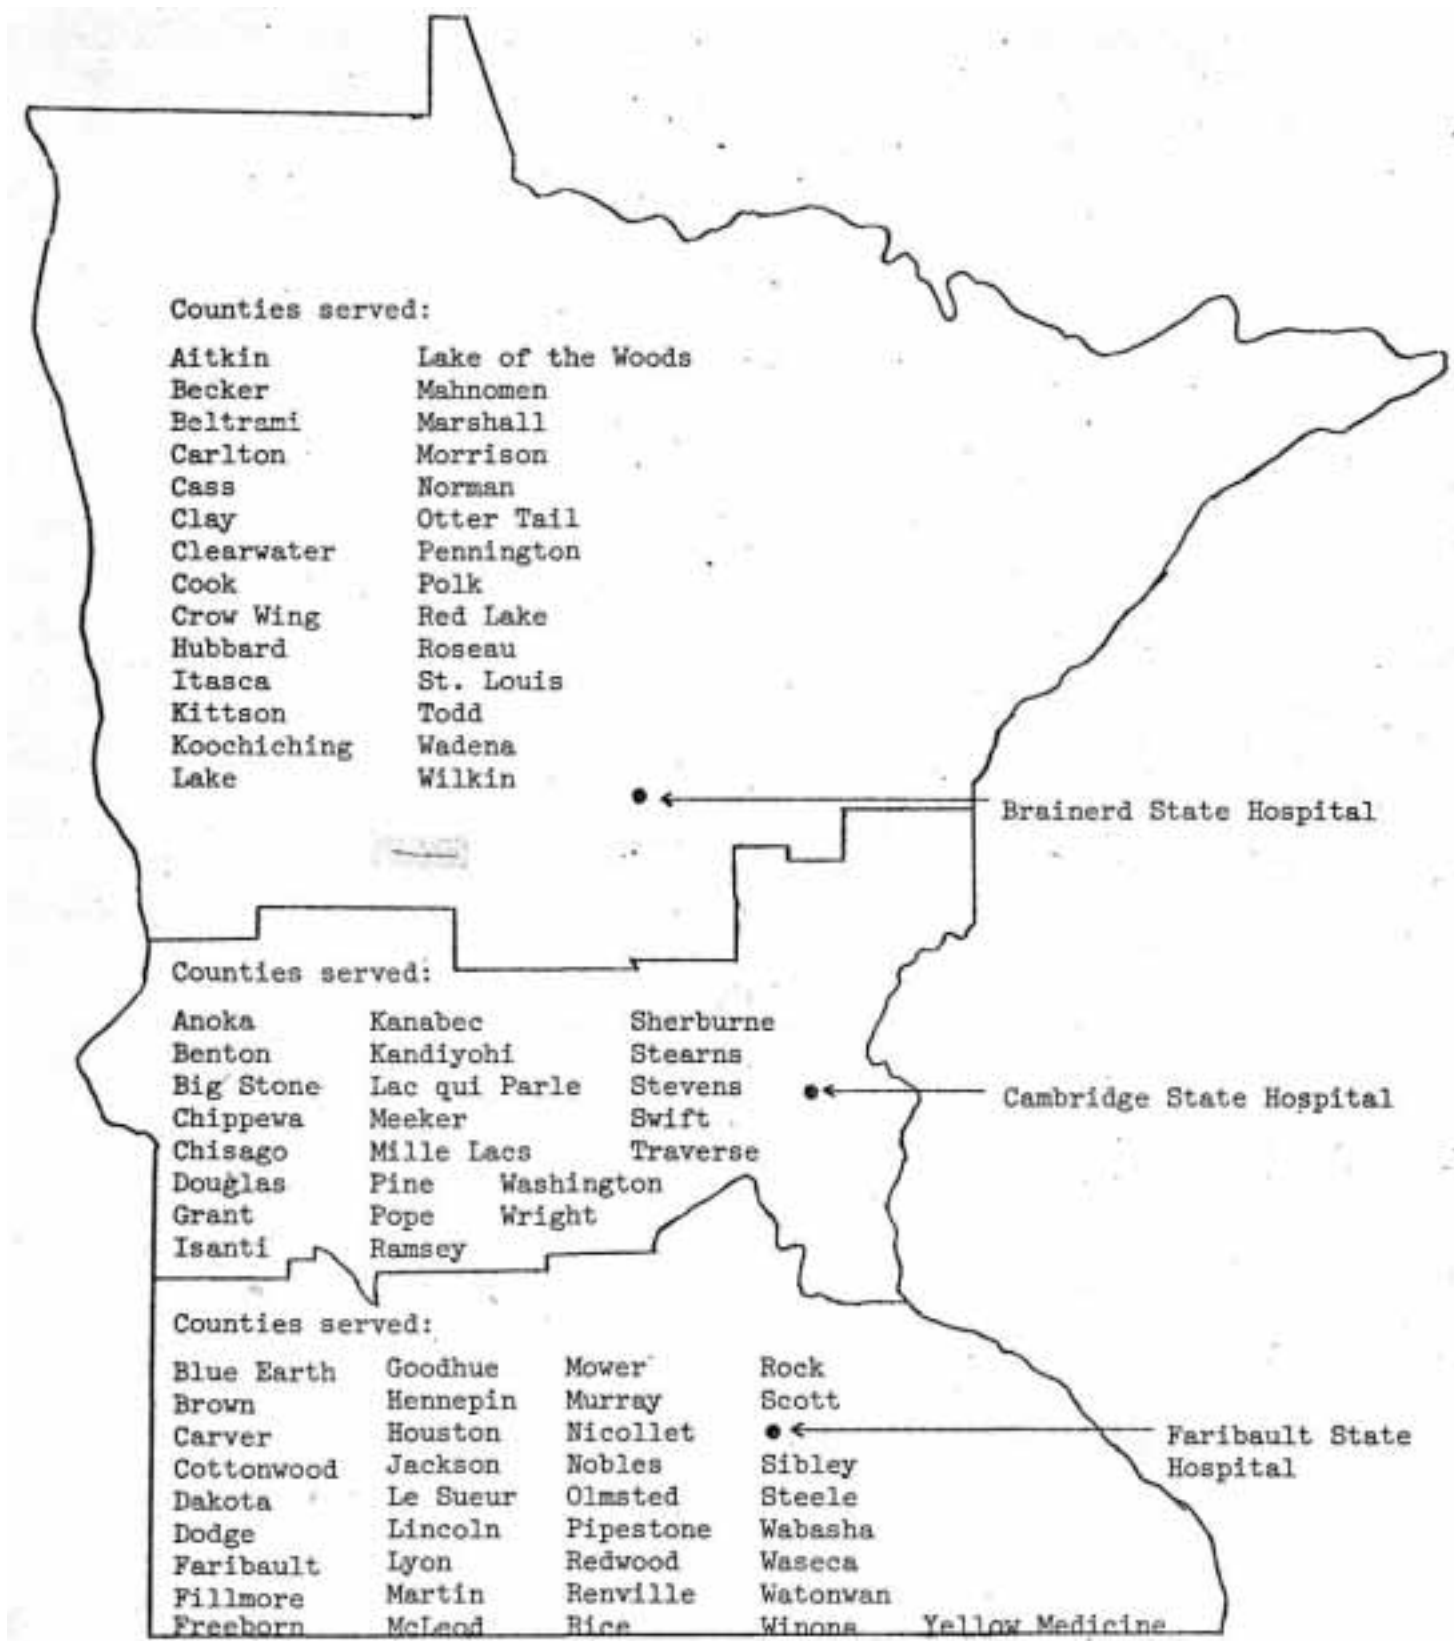 Counties served:
Aitkin Lake of the Woods
Becker Mahnomen
Beltrami Marshall
Carlton Morrison
Cass Norman
Clay Otter Tail
Clearwater Pennington
Cook Polk
Crow Wing Red Lake
Hubbard Roseau
Itasca St. Louis
Kittson Todd
Koochiching Wadena
Lake Wilkin
Brainerd State Hospital
Counties served:
Anoka Kanabec Sherburne
Benton Kandiyohi Stearns
Big Stone Lac qui Parle Stevens
Cambridge State Hospital
Chippewa Meeker Swift
Chisago Mille Lacs Traverse
Douglas Pine Washington
Grant Pope Wright
Isanti Ramsey
Counties served:
Blue Earth Goodhue Mower Rock
Brown Hennepin Murray Scott
Carver Houston Nicollet
Faribault State
Hospital
Cottonwood Jackson Nobles Sibley
Dakota Le Sueur Olmsted Steele
Dodge Lincoln Pipestone Wabasha
Faribault Lyon Redwood Waseca
Fillmore Martin Renville Watonwan
Freeborn McLeod Rice Winona Yellow Medicine